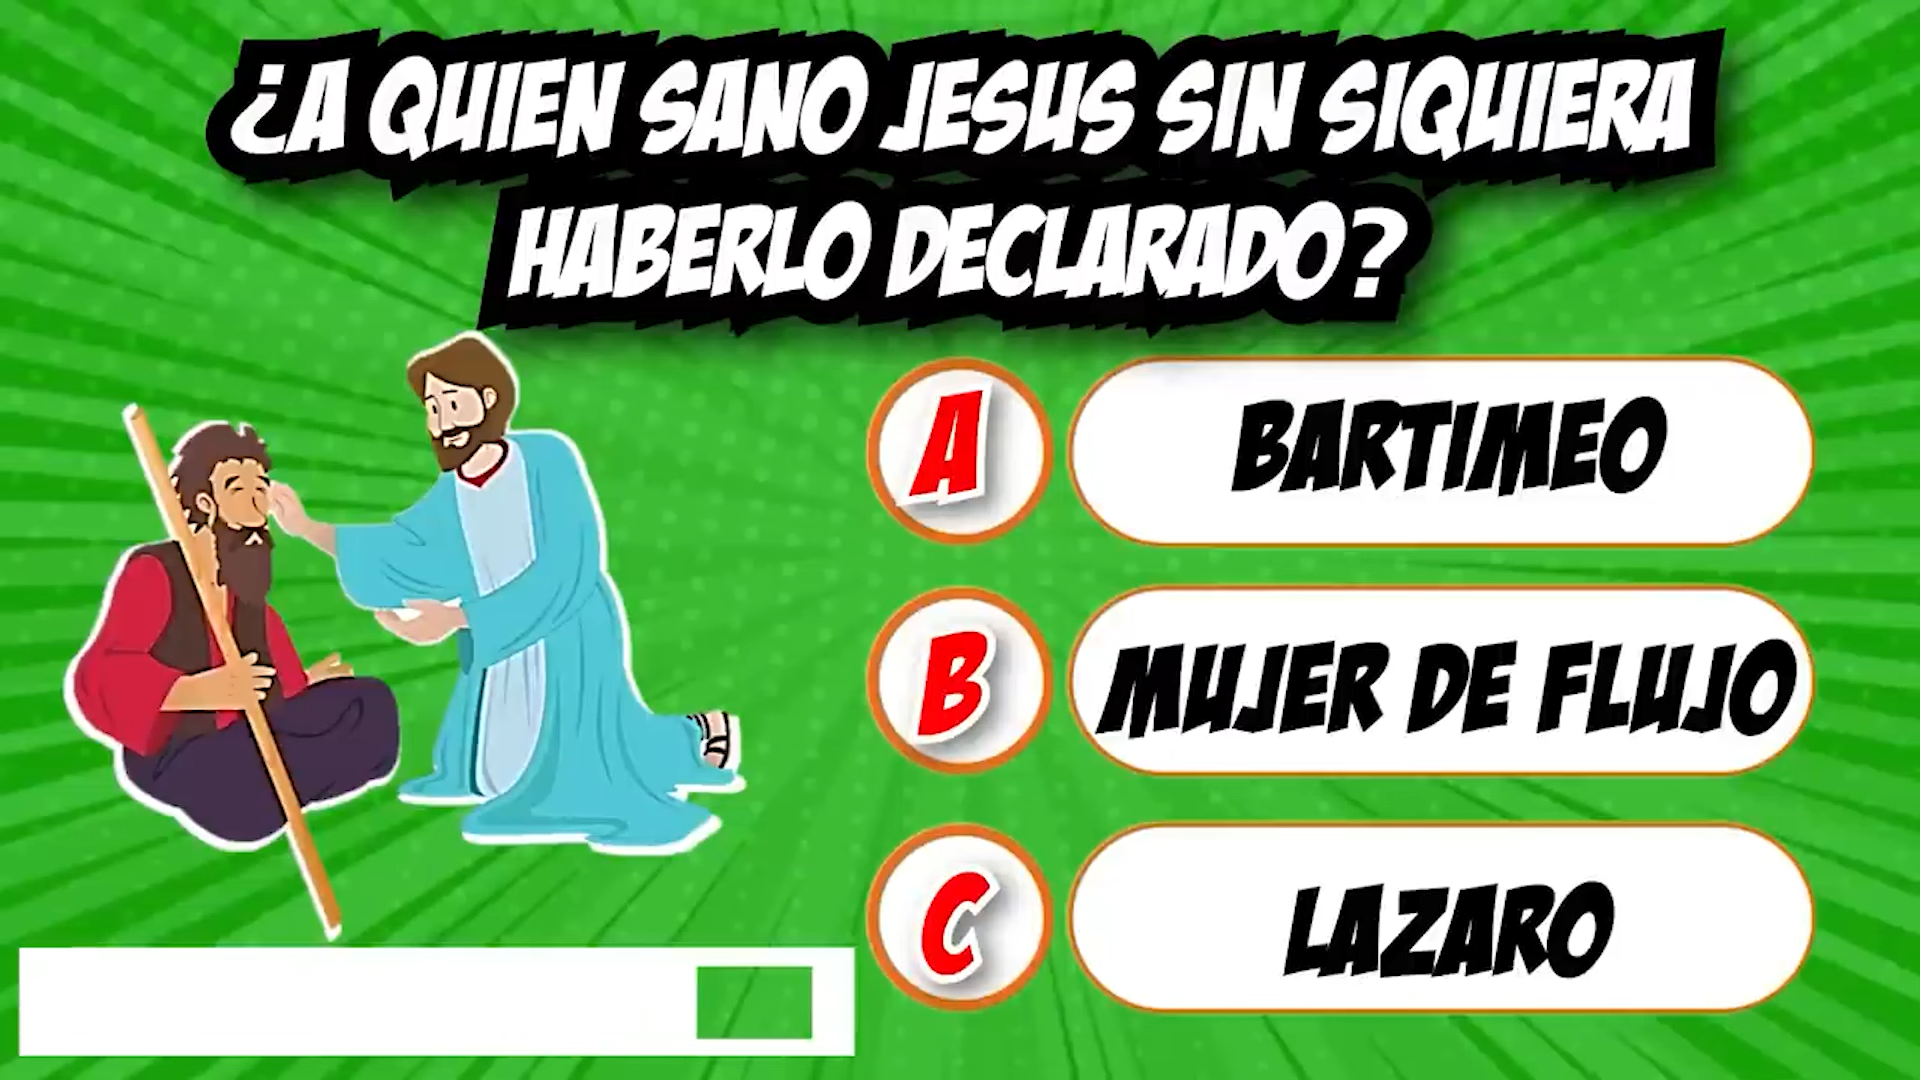 ¿A QUIEN SANO JESUS SIN SIQUIERA
HABERLO DECLARADO?
A BARTIMEO
B MUJER DE FLUJO
C LAZARO